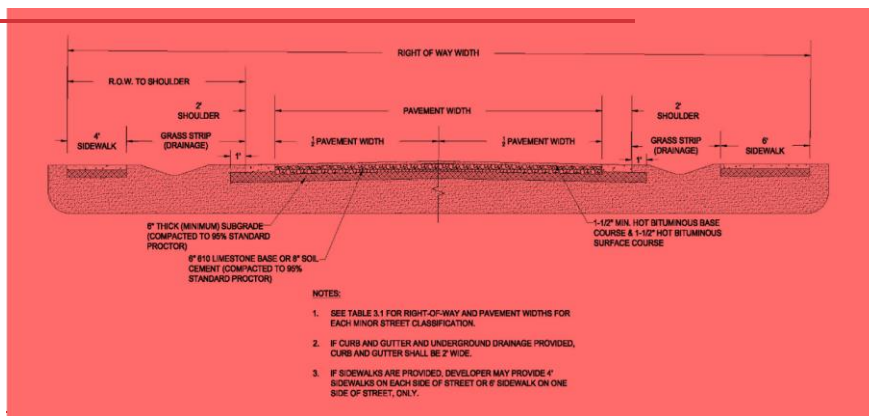 RIGHT OF WAY WIDTH
R.O.W. TO SHOULDER
2'
SHOULDER
PAVEMENT WIDTH
2'
SHOULDER
4'
SIDEWALK
GRASS STRIP
(DRAINAGE)
1'
½ PAVEMENT WIDTH
½ PAVEMENT WIDTH
1'
GRASS STRIP
(DRAINAGE)
6'
SIDEWALK
6" THICK (MINIMUM) SUBGRADE
(COMPACTED TO 95% STANDARD
PROCTOR)
6" 610 LIMESTONE BASE OR 8" SOIL
CEMENT (COMPACTED TO 95%
STANDARD PROCTOR)
1-1/2" MIN. HOT BITUMINOUS BASE
COURSE & 1-1/2" HOT BITUMINOUS
SURFACE COURSE
NOTES:
1. SEE TABLE 3.1 FOR RIGHT-OF-WAY AND PAVEMENT WIDTHS FOR
EACH MINOR STREET CLASSIFICATION.
2. IF CURB AND GUTTER AND UNDERGROUND DRAINAGE PROVIDED,
CURB AND GUTTER SHALL BE 2' WIDE.
3. IF SIDEWALKS ARE PROVIDED, DEVELOPER MAY PROVIDE 4'
SIDEWALKS ON EACH SIDE OF STREET OR 6' SIDEWALK ON ONE
SIDE OF STREET, ONLY.